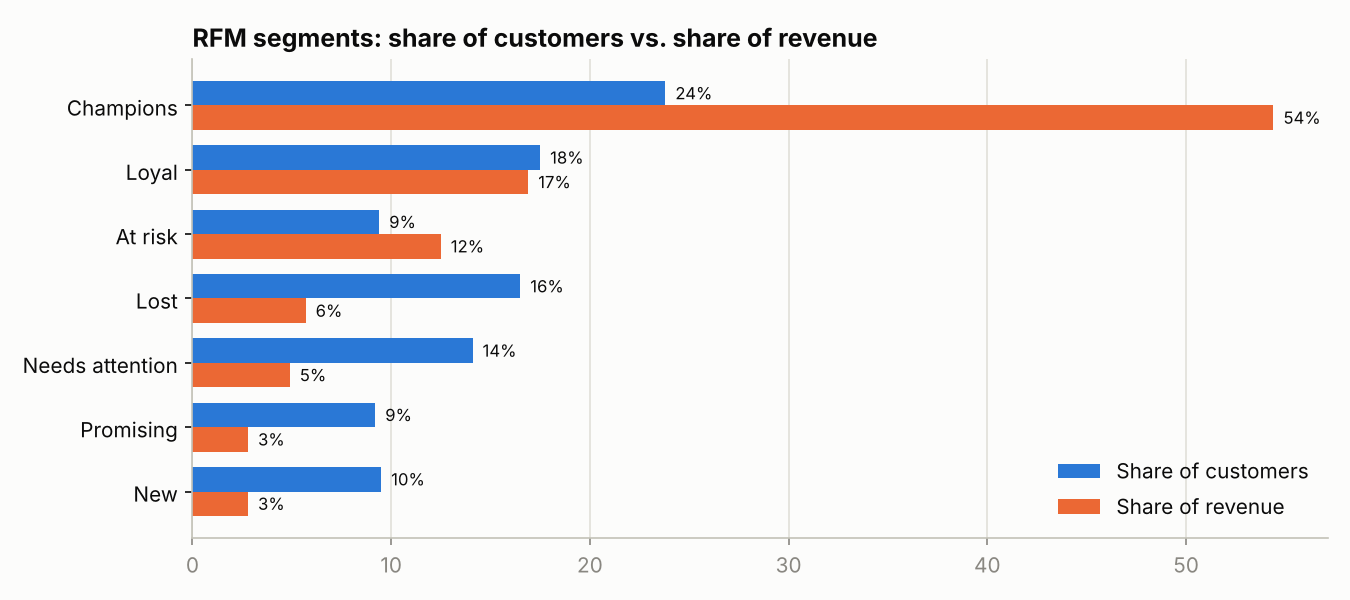 RFM segments: share of customers vs. share of revenue
Champions
24%
54%
Loyal
18%
17%
At risk
9%
12%
Lost
16%
6%
Needs attention
14%
5%
Promising
9%
3%
New
10%
3%
Share of customers
Share of revenue
0 10 20 30 40 50